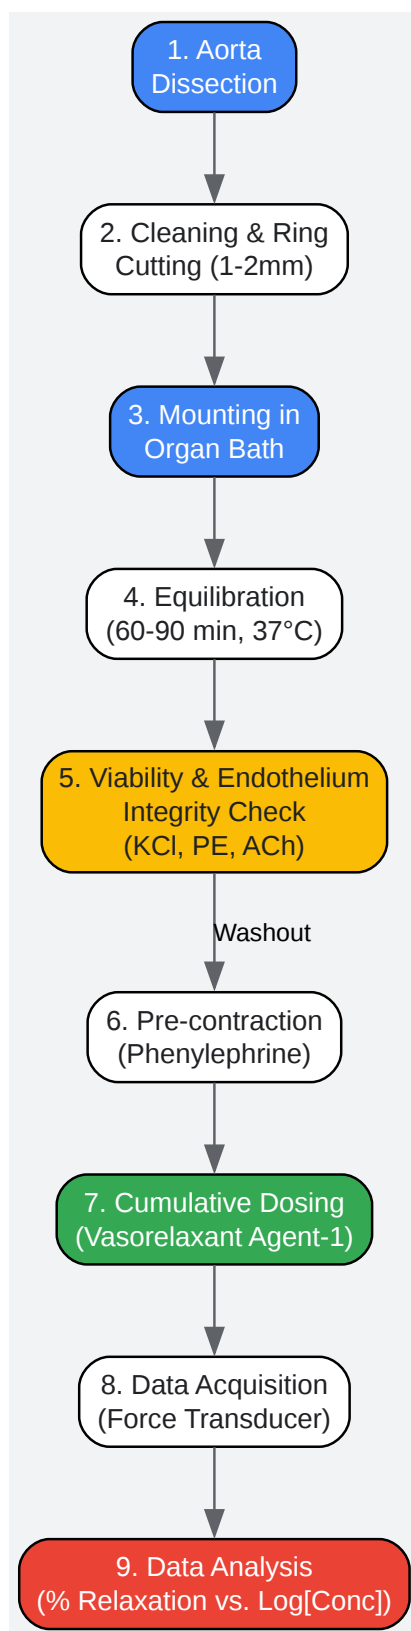 1. Aorta
Dissection
2. Cleaning & Ring
Cutting (1-2mm)
3. Mounting in
Organ Bath
4. Equilibration
(60-90 min, 37°C)
5. Viability & Endothelium
Integrity Check
(KCl, PE, ACh)
Washout
6. Pre-contraction
(Phenylephrine)
7. Cumulative Dosing
(Vasorelaxant Agent-1)
8. Data Acquisition
(Force Transducer)
9. Data Analysis
(% Relaxation vs. Log[Conc])